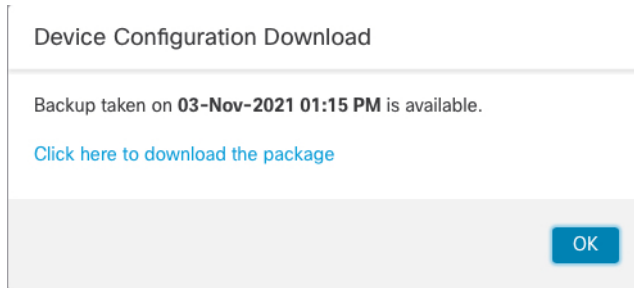 Device Configuration Download
Backup taken on 03-Nov-2021 01:15 PM is available.
Click here to download the package
OK